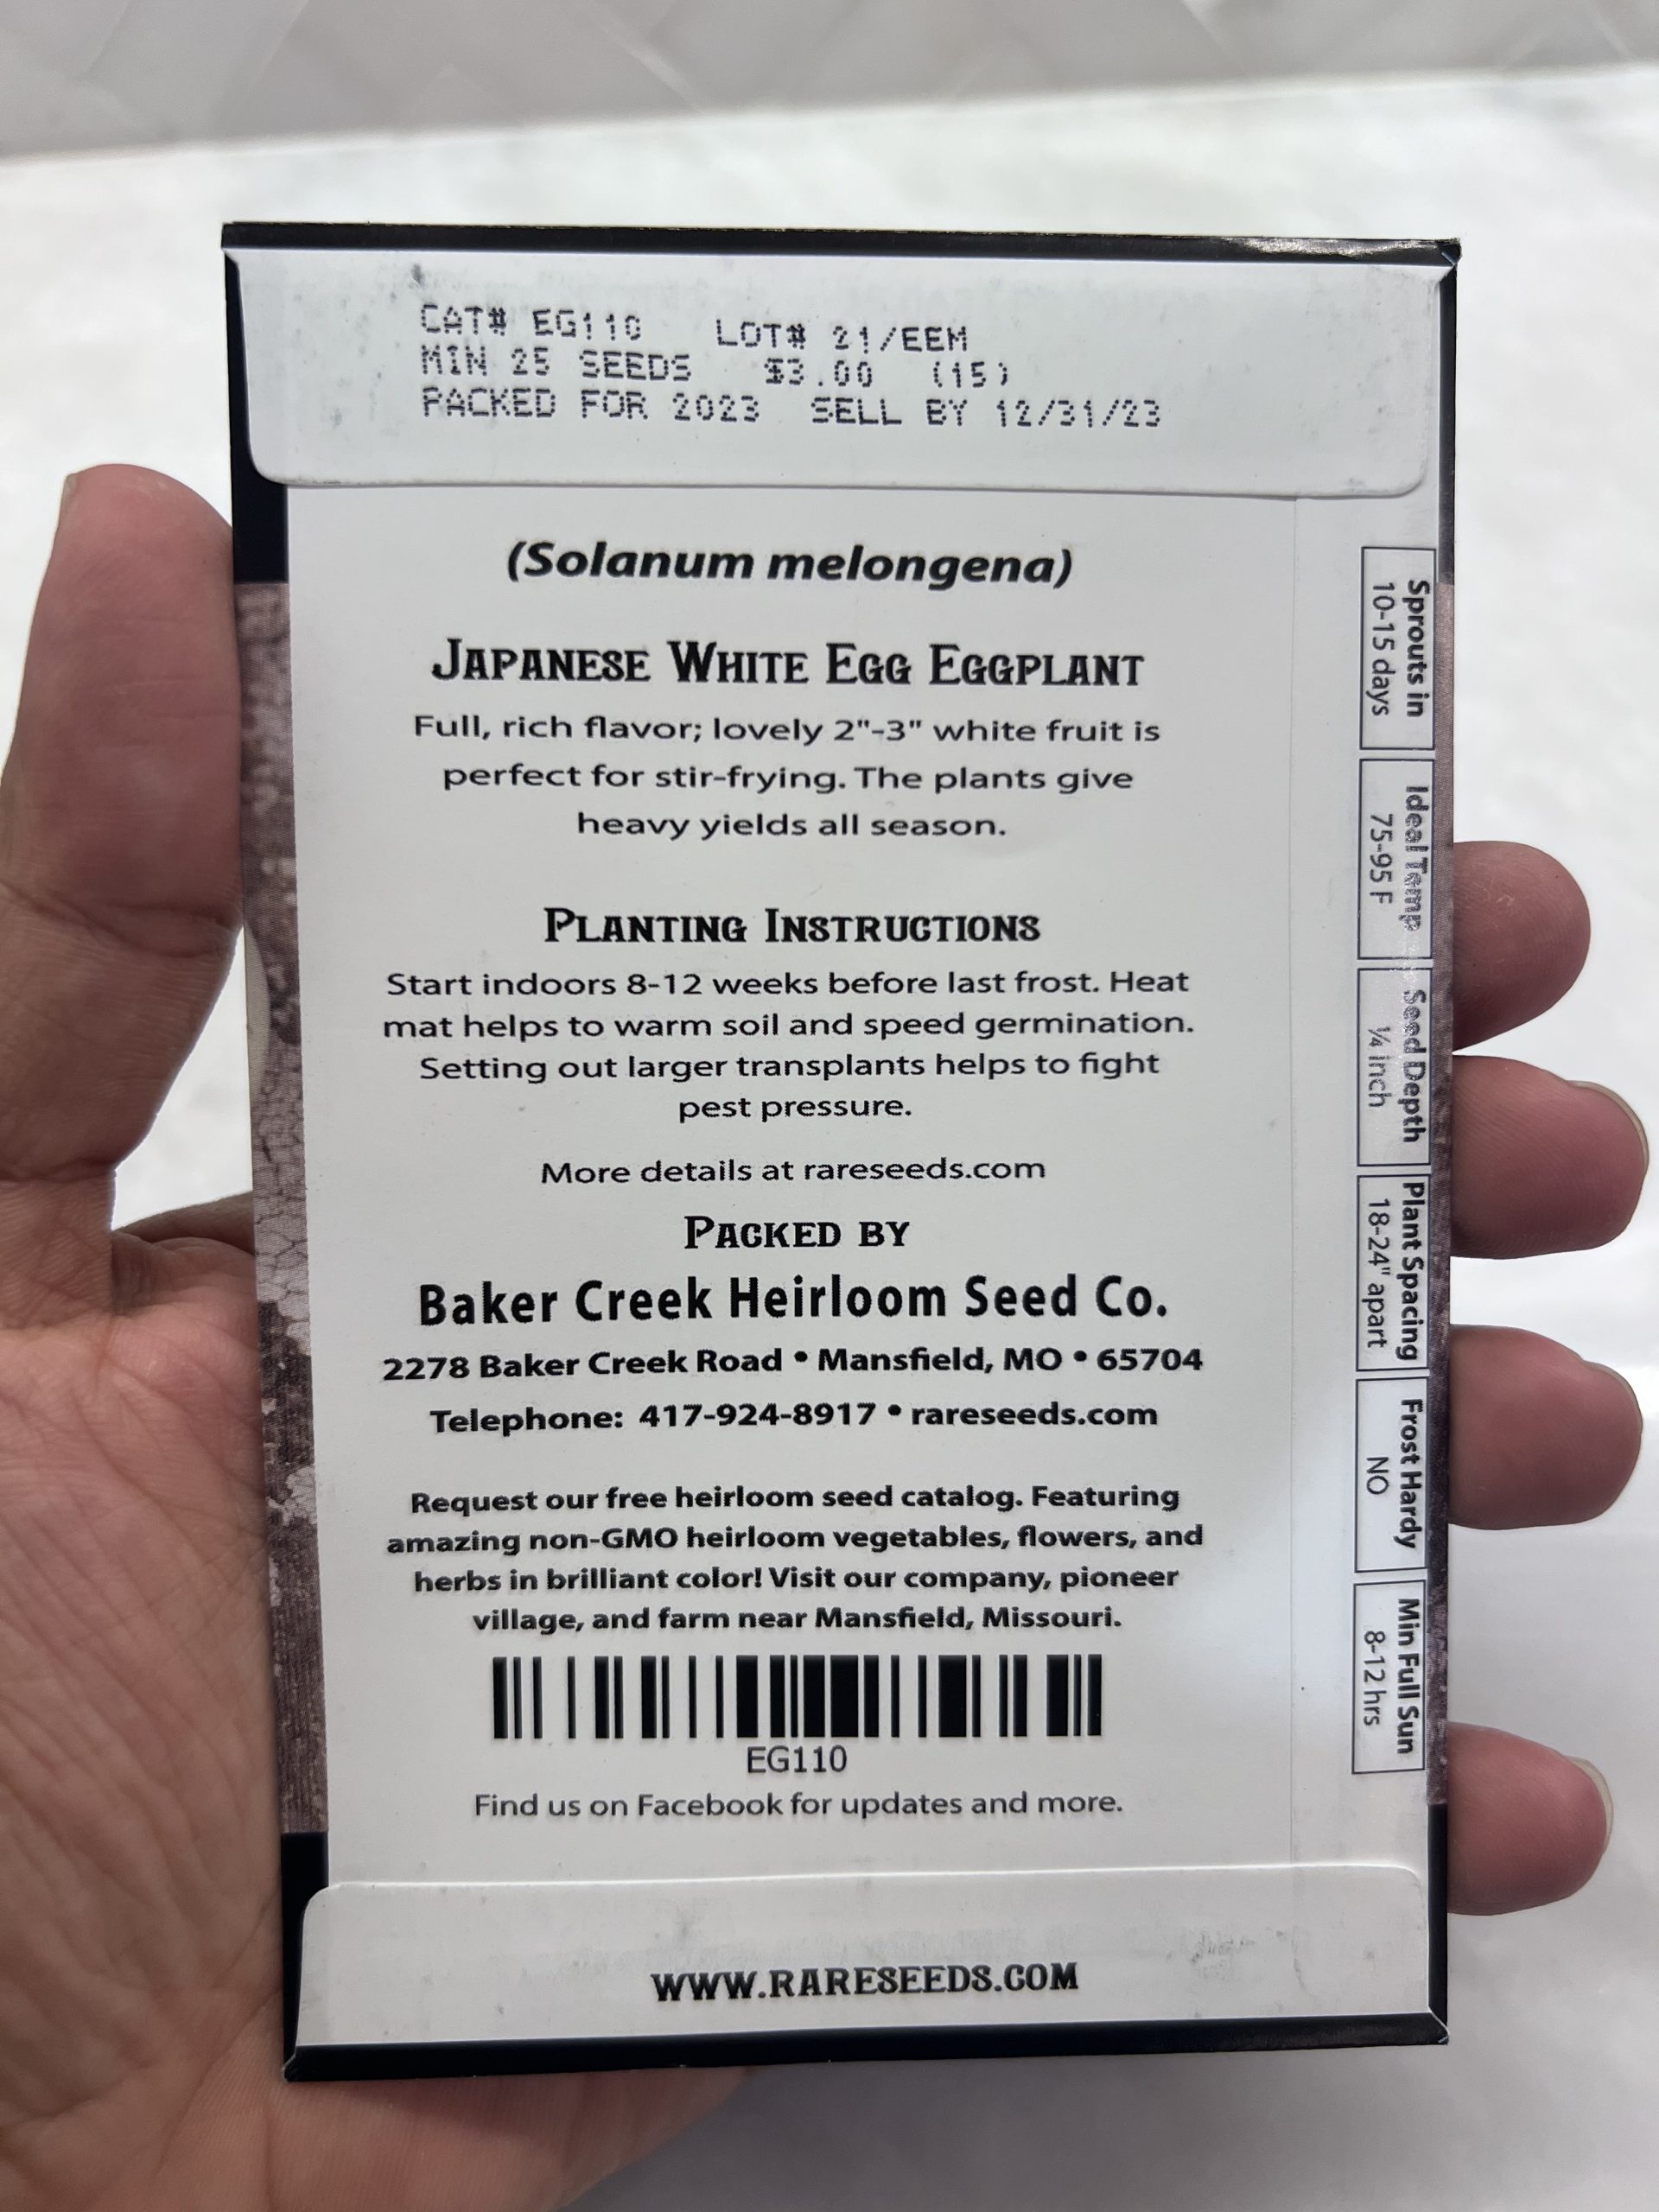 CAT# EG110 LOT# 21/EEM
MIN 25 SEEDS $3.00 (15)
PACKED FOR 2023 SELL BY 12/31/23
(Solanum melongena)
Japanese White Egg Eggplant
Full, rich flavor; lovely 2"-3" white fruit is
perfect for stir-frying. The plants give
heavy yields all season.
Planting Instructions
Start indoors 8-12 weeks before last frost. Heat
mat helps to warm soil and speed germination.
Setting out larger transplants helps to fight
pest pressure.
More details at rareseeds.com
Packed by
Baker Creek Heirloom Seed Co.
2278 Baker Creek Road • Mansfield, MO • 65704
Telephone: 417-924-8917 • rareseeds.com
Request our free heirloom seed catalog. Featuring
amazing non-GMO heirloom vegetables, flowers, and
herbs in brilliant color! Visit our company, pioneer
village, and farm near Mansfield, Missouri.
EG110
Find us on Facebook for updates and more.
WWW.RARESEEDS.COM
Sprouts in
10-15 days
Ideal Temp
75-95 F
Seed Depth
¼ inch
Plant Spacing
18-24" apart
Frost Hardy
NO
Min Full Sun
8-12 hrs